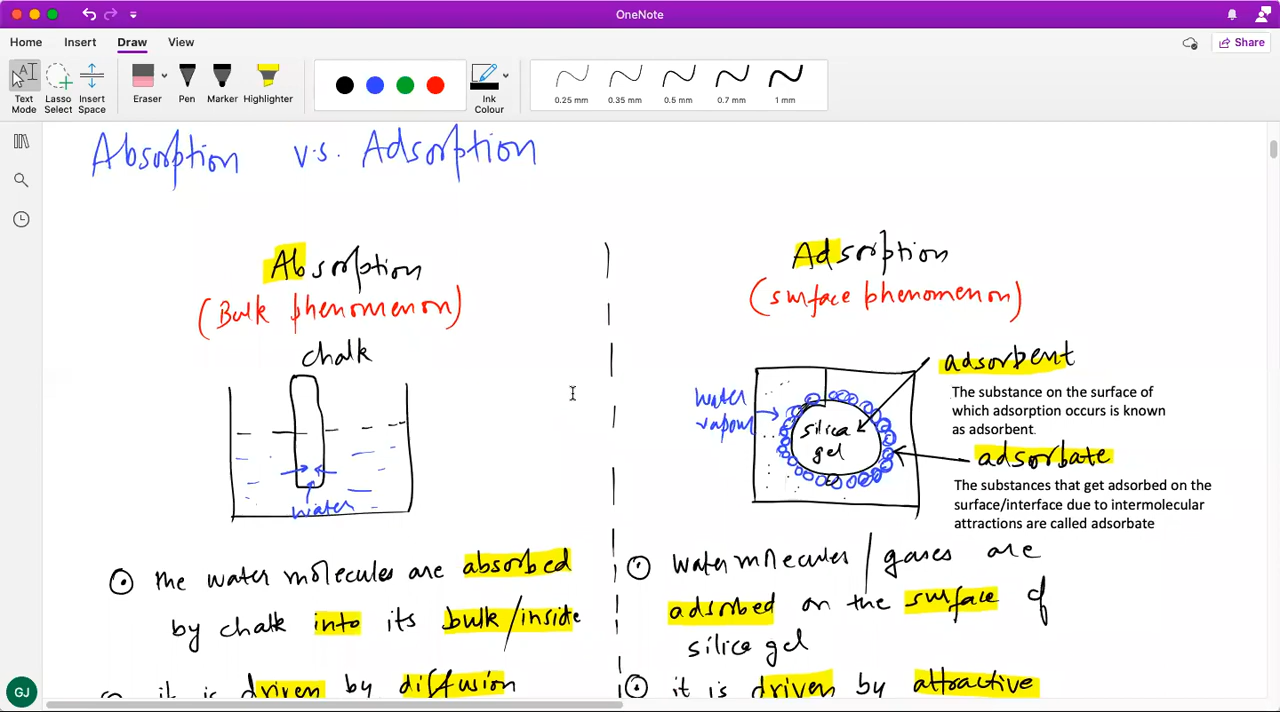 OneNote
Home Insert Draw View
Share
Text Mode
Lasso Select
Insert Space
Eraser
Pen
Marker
Highlighter
Ink Colour
0.25 mm
0.35 mm
0.5 mm
0.7 mm
1 mm
Absorption v.s. Adsorption
Absorption
(Bulk phenomenon)
chalk
water
⊙ the water molecules are absorbed
by chalk into its bulk/inside
it is driven by diffusion
Adsorption
(surface phenomenon)
water
vapour
silica
gel
adsorbent
The substance on the surface of
which adsorption occurs is known
as adsorbent.
adsorbate
The substances that get adsorbed on the
surface/interface due to intermolecular
attractions are called adsorbate
⊙ water molecules / gases are
adsorbed on the surface of
silica gel
⊙ it is driven by attractive
GJ